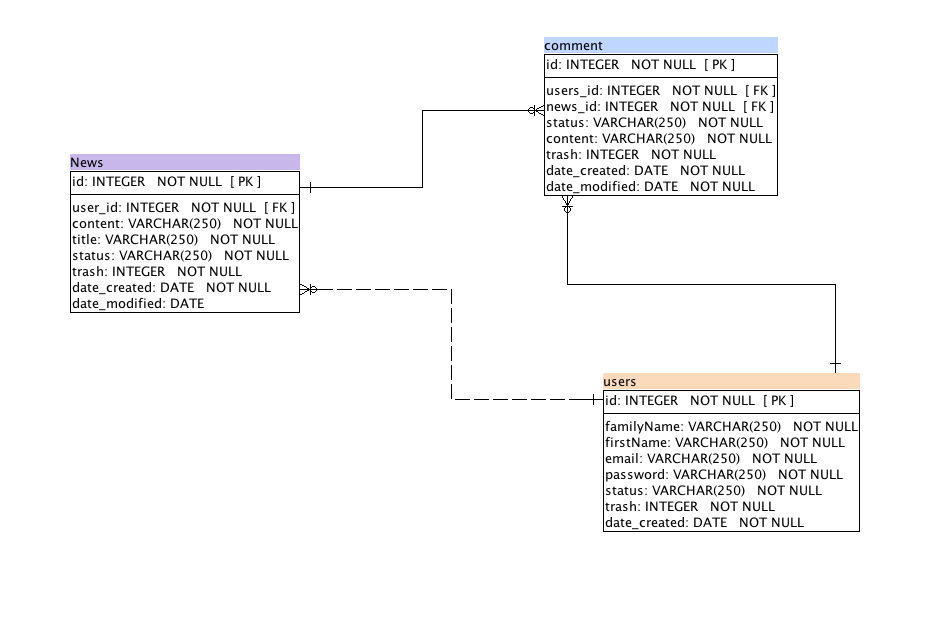 comment
id: INTEGER NOT NULL [ PK ]
users_id: INTEGER NOT NULL [ FK ]
news_id: INTEGER NOT NULL [ FK ]
status: VARCHAR(250) NOT NULL
content: VARCHAR(250) NOT NULL
trash: INTEGER NOT NULL
date_created: DATE NOT NULL
date_modified: DATE NOT NULL
News
id: INTEGER NOT NULL [ PK ]
user_id: INTEGER NOT NULL [ FK ]
content: VARCHAR(250) NOT NULL
title: VARCHAR(250) NOT NULL
status: VARCHAR(250) NOT NULL
trash: INTEGER NOT NULL
date_created: DATE NOT NULL
date_modified: DATE
users
id: INTEGER NOT NULL [ PK ]
familyName: VARCHAR(250) NOT NULL
firstName: VARCHAR(250) NOT NULL
email: VARCHAR(250) NOT NULL
password: VARCHAR(250) NOT NULL
status: VARCHAR(250) NOT NULL
trash: INTEGER NOT NULL
date_created: DATE NOT NULL